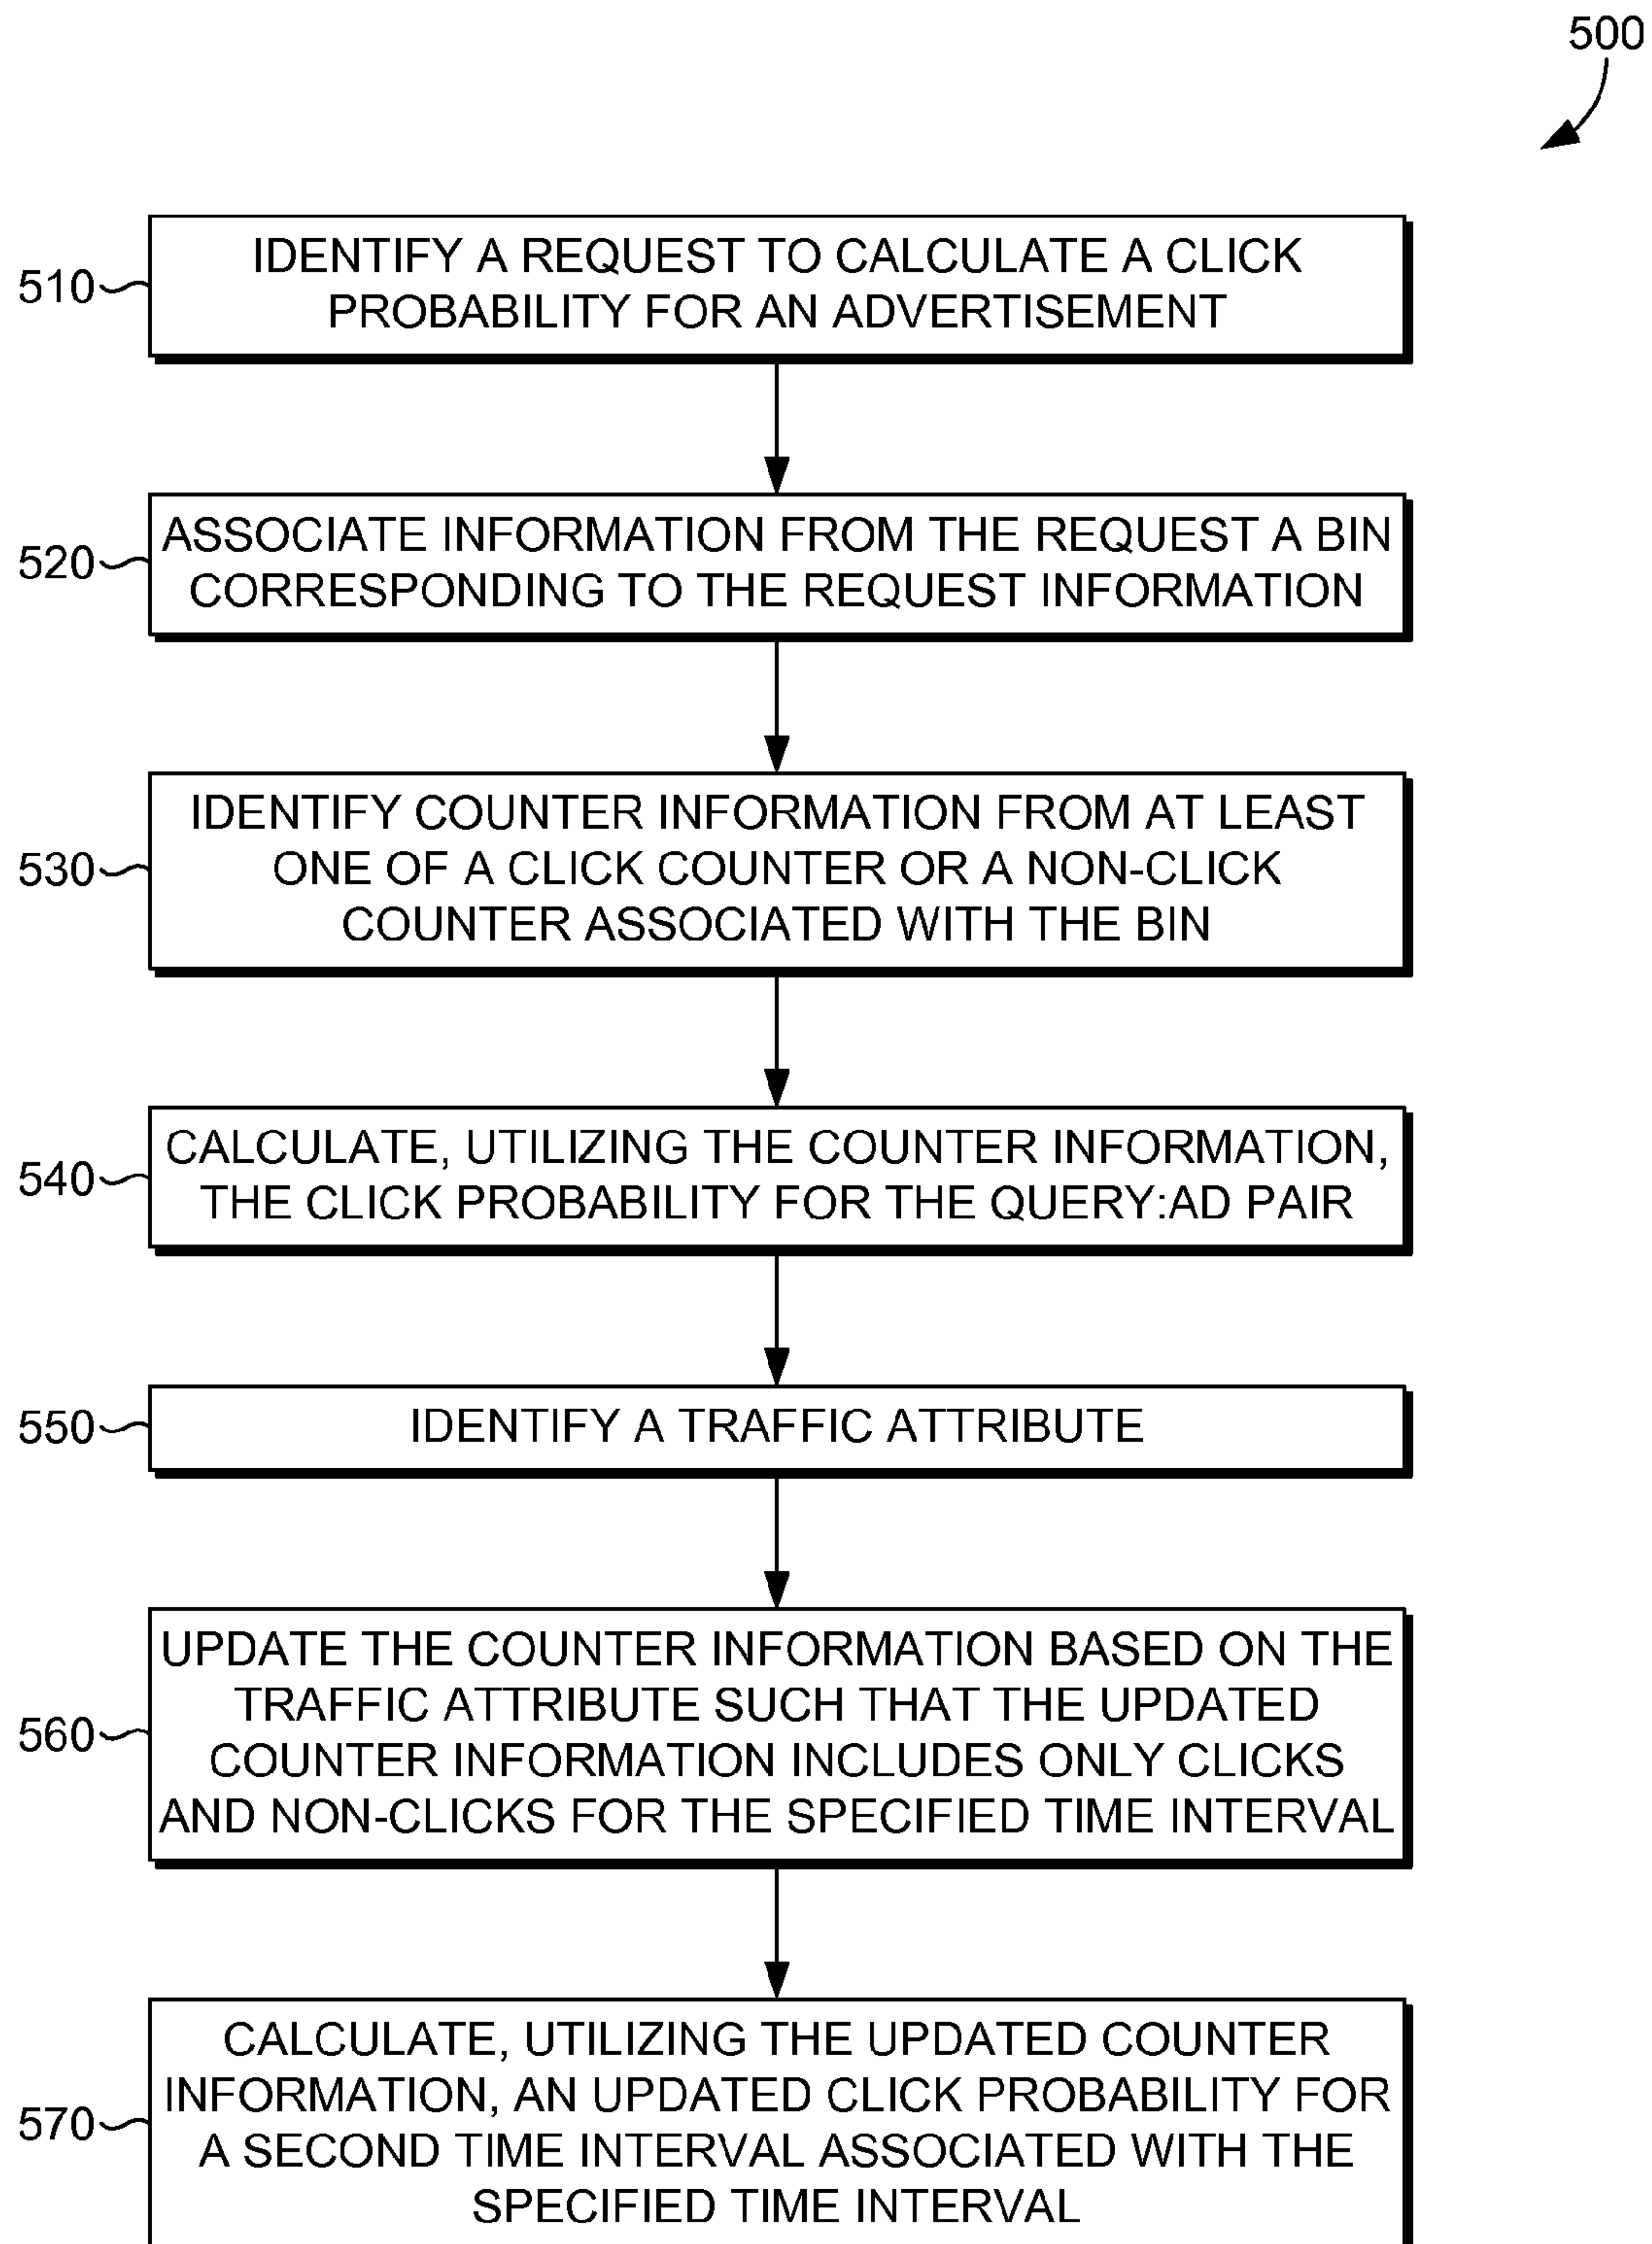 500
510
IDENTIFY A REQUEST TO CALCULATE A CLICK
PROBABILITY FOR AN ADVERTISEMENT
520
ASSOCIATE INFORMATION FROM THE REQUEST A BIN
CORRESPONDING TO THE REQUEST INFORMATION
530
IDENTIFY COUNTER INFORMATION FROM AT LEAST
ONE OF A CLICK COUNTER OR A NON-CLICK
COUNTER ASSOCIATED WITH THE BIN
540
CALCULATE, UTILIZING THE COUNTER INFORMATION,
THE CLICK PROBABILITY FOR THE QUERY:AD PAIR
550
IDENTIFY A TRAFFIC ATTRIBUTE
560
UPDATE THE COUNTER INFORMATION BASED ON THE
TRAFFIC ATTRIBUTE SUCH THAT THE UPDATED
COUNTER INFORMATION INCLUDES ONLY CLICKS
AND NON-CLICKS FOR THE SPECIFIED TIME INTERVAL
570
CALCULATE, UTILIZING THE UPDATED COUNTER
INFORMATION, AN UPDATED CLICK PROBABILITY FOR
A SECOND TIME INTERVAL ASSOCIATED WITH THE
SPECIFIED TIME INTERVAL